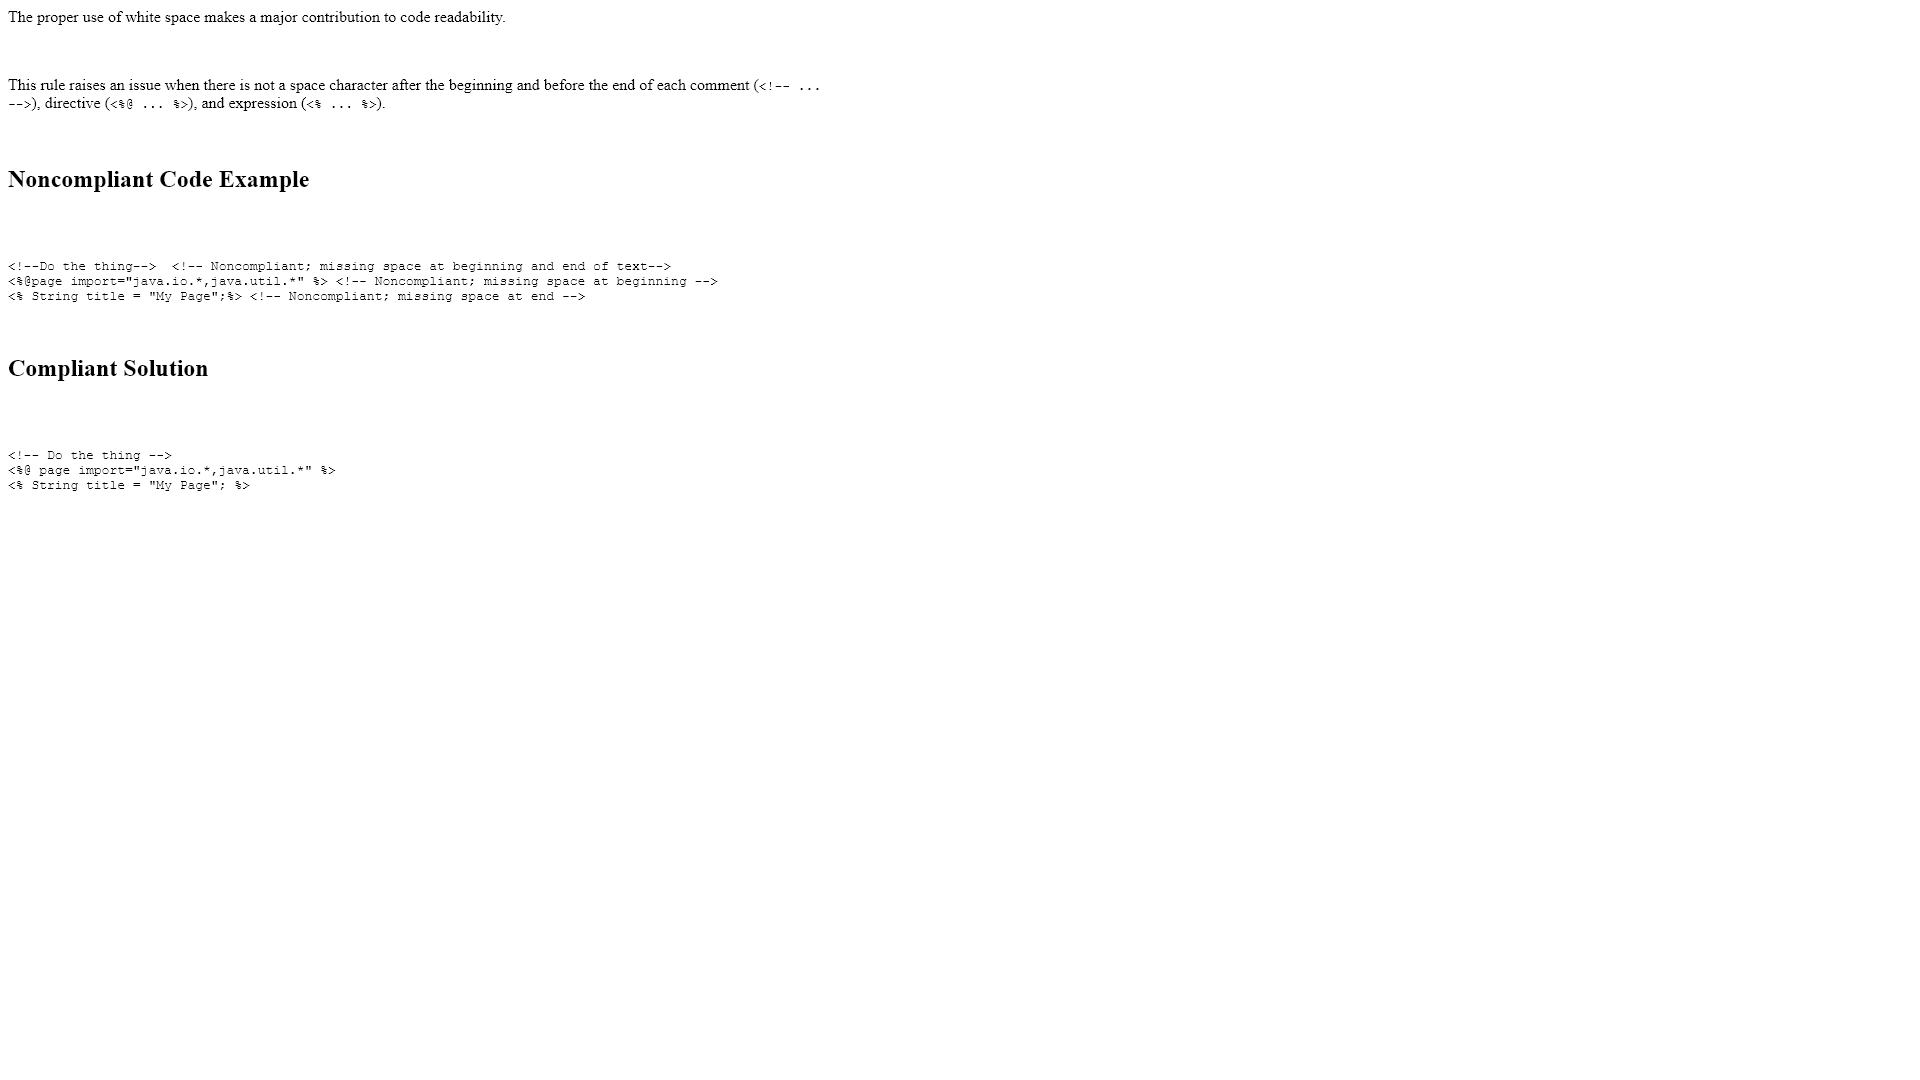 The proper use of white space makes a major contribution to code readability.
This rule raises an issue when there is not a space character after the beginning and before the end of each comment (<!-- ...
-->), directive (<%@ ... %>), and expression (<% ... %>).
Noncompliant Code Example
<!--Do the thing-->  <!-- Noncompliant; missing space at beginning and end of text-->
<%@page import="java.io.*,java.util.*" %> <!-- Noncompliant; missing space at beginning -->
<% String title = "My Page";%> <!-- Noncompliant; missing space at end -->
Compliant Solution
<!-- Do the thing -->
<%@ page import="java.io.*,java.util.*" %>
<% String title = "My Page"; %>